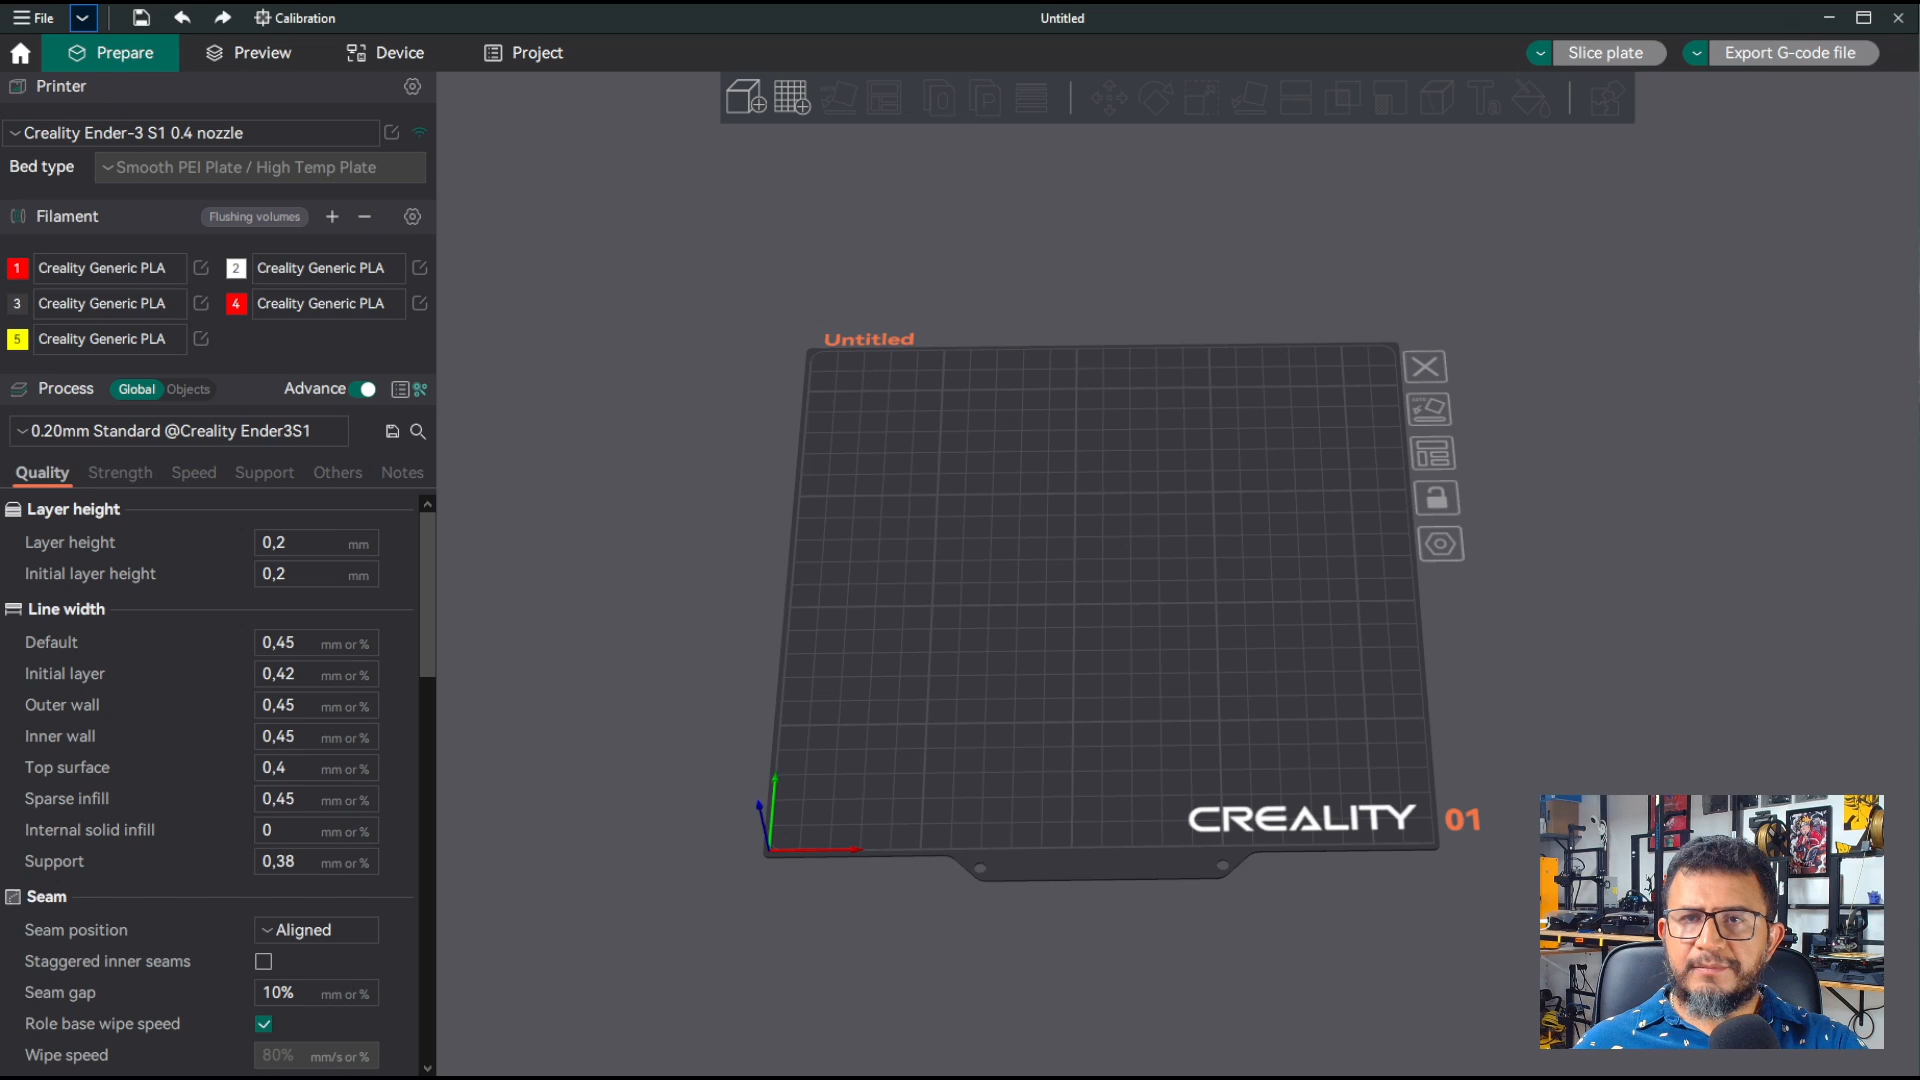 File
Calibration
Untitled
Prepare
Preview
Device
Project
Slice plate
Export G-code file
Printer
Creality Ender-3 S1 0.4 nozzle
Bed type
Smooth PEI Plate / High Temp Plate
Filament
Flushing volumes
1 Creality Generic PLA
2 Creality Generic PLA
3 Creality Generic PLA
4 Creality Generic PLA
5 Creality Generic PLA
Process
Global
Objects
Advance
0.20mm Standard @Creality Ender3S1
Quality
Strength
Speed
Support
Others
Notes
Layer height
Layer height 0,2 mm
Initial layer height 0,2 mm
Line width
Default 0,45 mm or %
Initial layer 0,42 mm or %
Outer wall 0,45 mm or %
Inner wall 0,45 mm or %
Top surface 0,4 mm or %
Sparse infill 0,45 mm or %
Internal solid infill 0 mm or %
Support 0,38 mm or %
Seam
Seam position Aligned
Staggered inner seams
Seam gap 10% mm or %
Role base wipe speed
Wipe speed 80% mm/s or %
Untitled
CREALITY
01